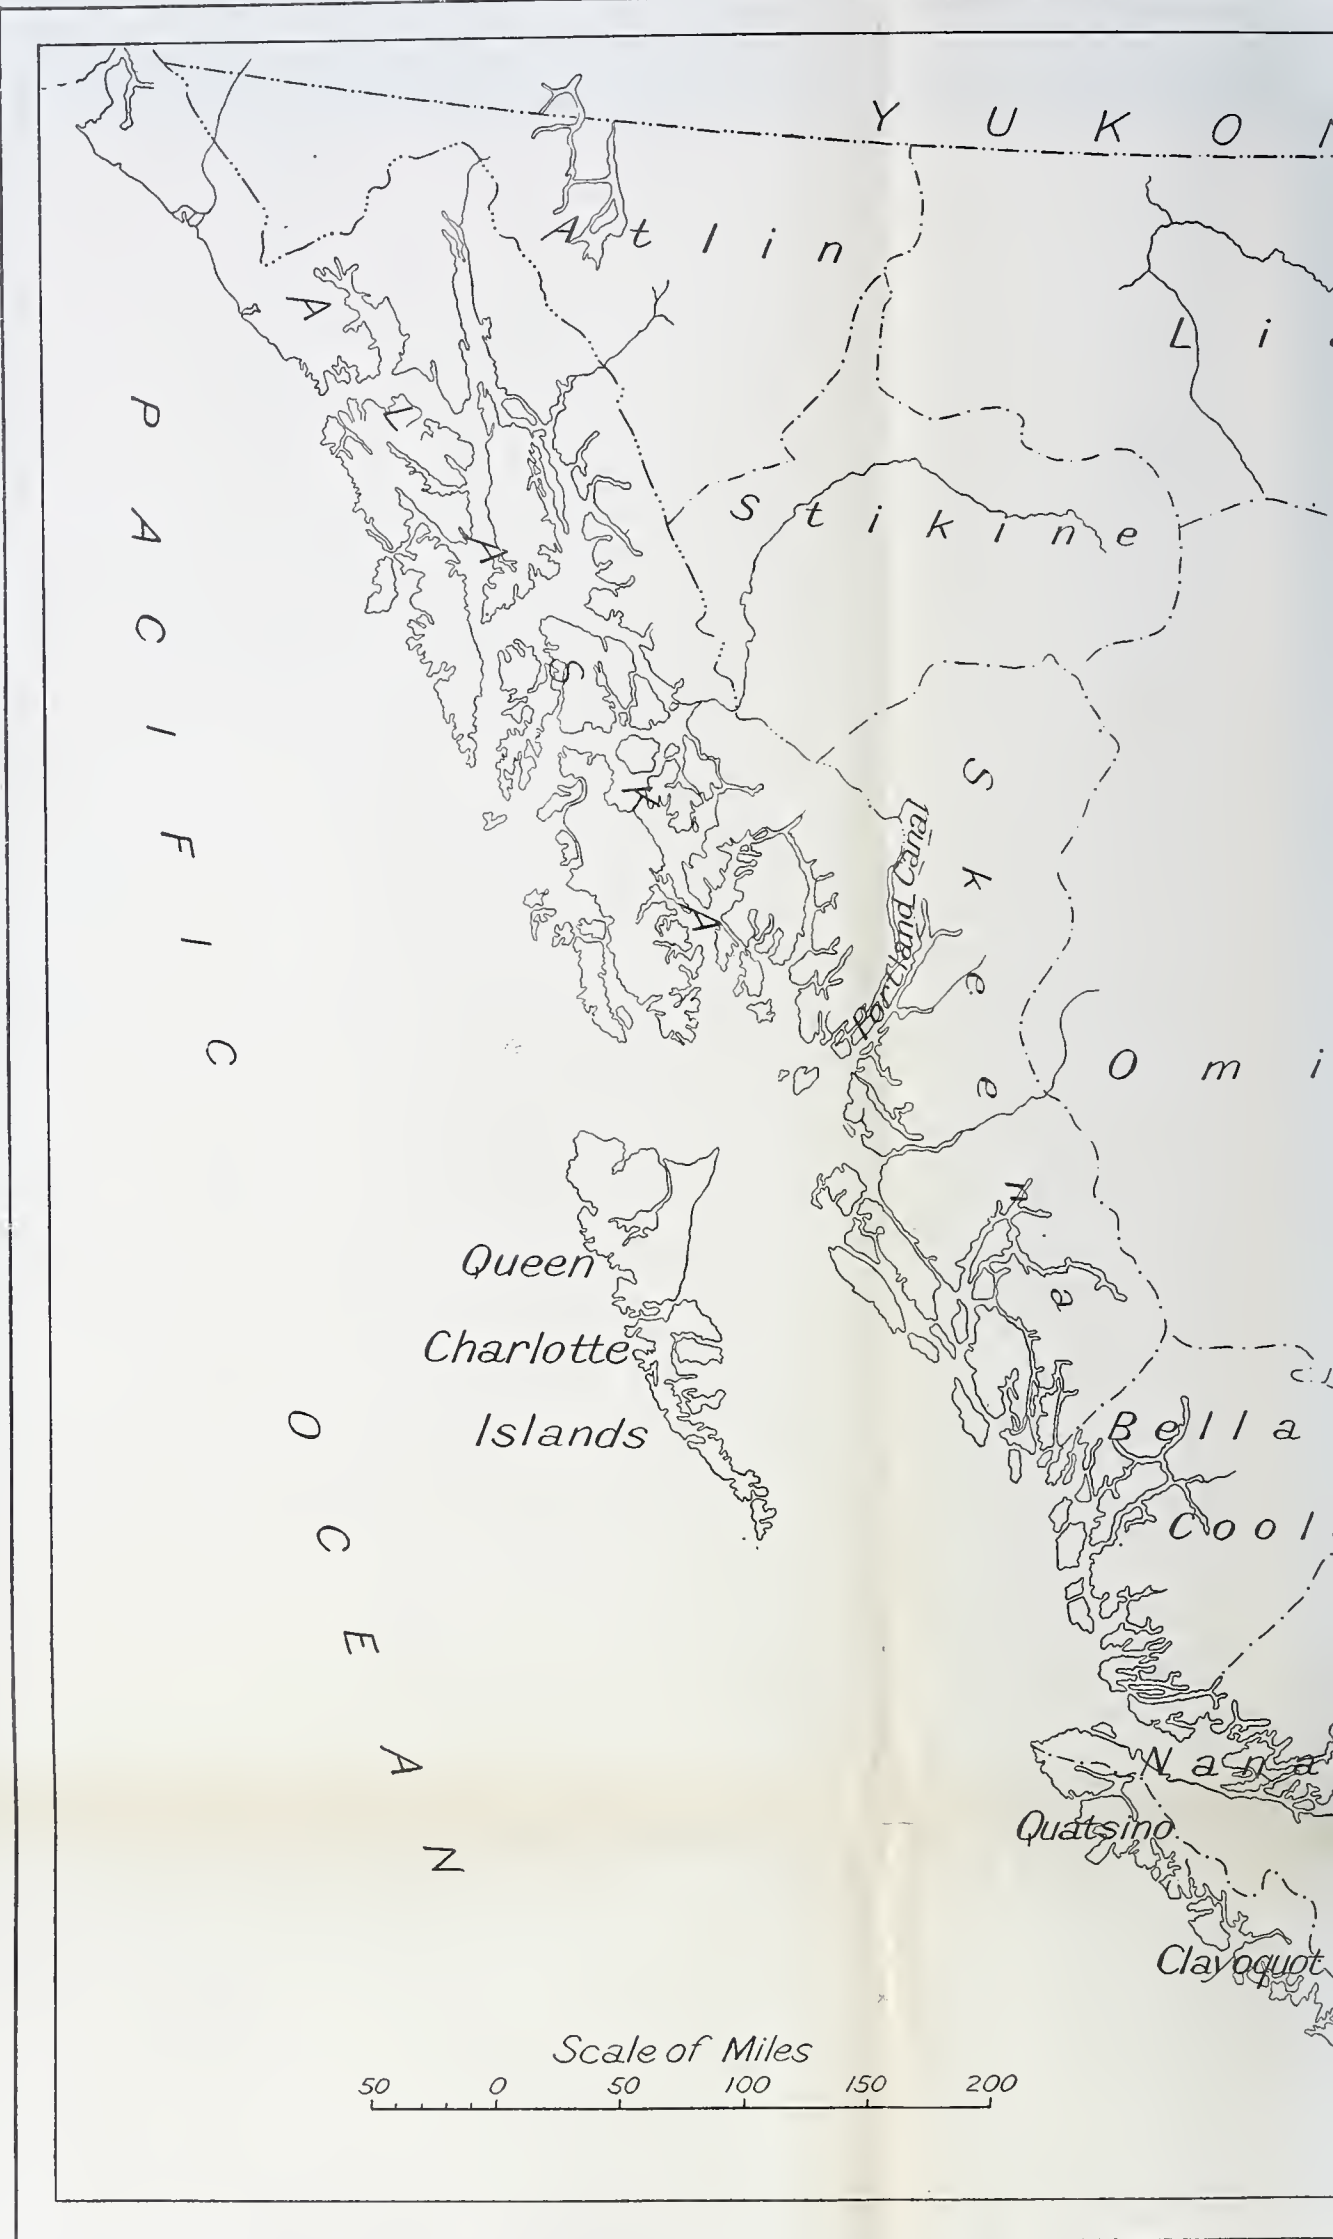 YUKON
Atlin
Li
Stikine
ALASKA
PACIFIC
OCEAN
Portland Canal
Skeena
Omi
Queen
Charlotte
Islands
Bella
Cool
Nana
Quatsino
Clayoquot
Scale of Miles
50 0 50 100 150 200